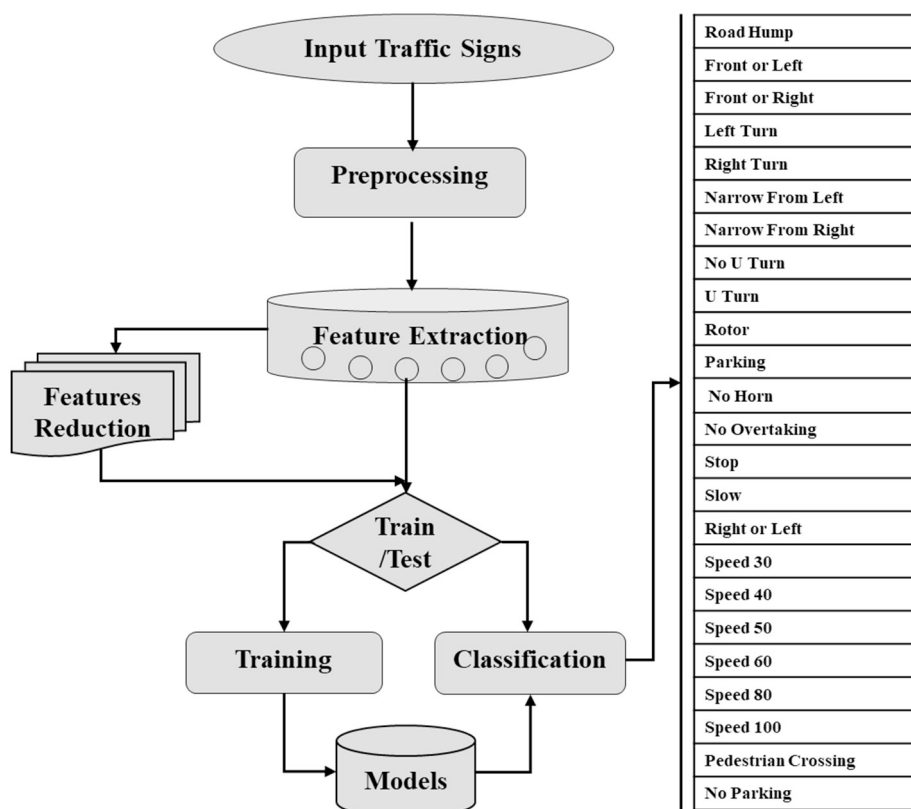 Input Traffic Signs
Preprocessing
Feature Extraction
Features
Reduction
Train
/Test
Training
Classification
Models
Road Hump
Front or Left
Front or Right
Left Turn
Right Turn
Narrow From Left
Narrow From Right
No U Turn
U Turn
Rotor
Parking
No Horn
No Overtaking
Stop
Slow
Right or Left
Speed 30
Speed 40
Speed 50
Speed 60
Speed 80
Speed 100
Pedestrian Crossing
No Parking